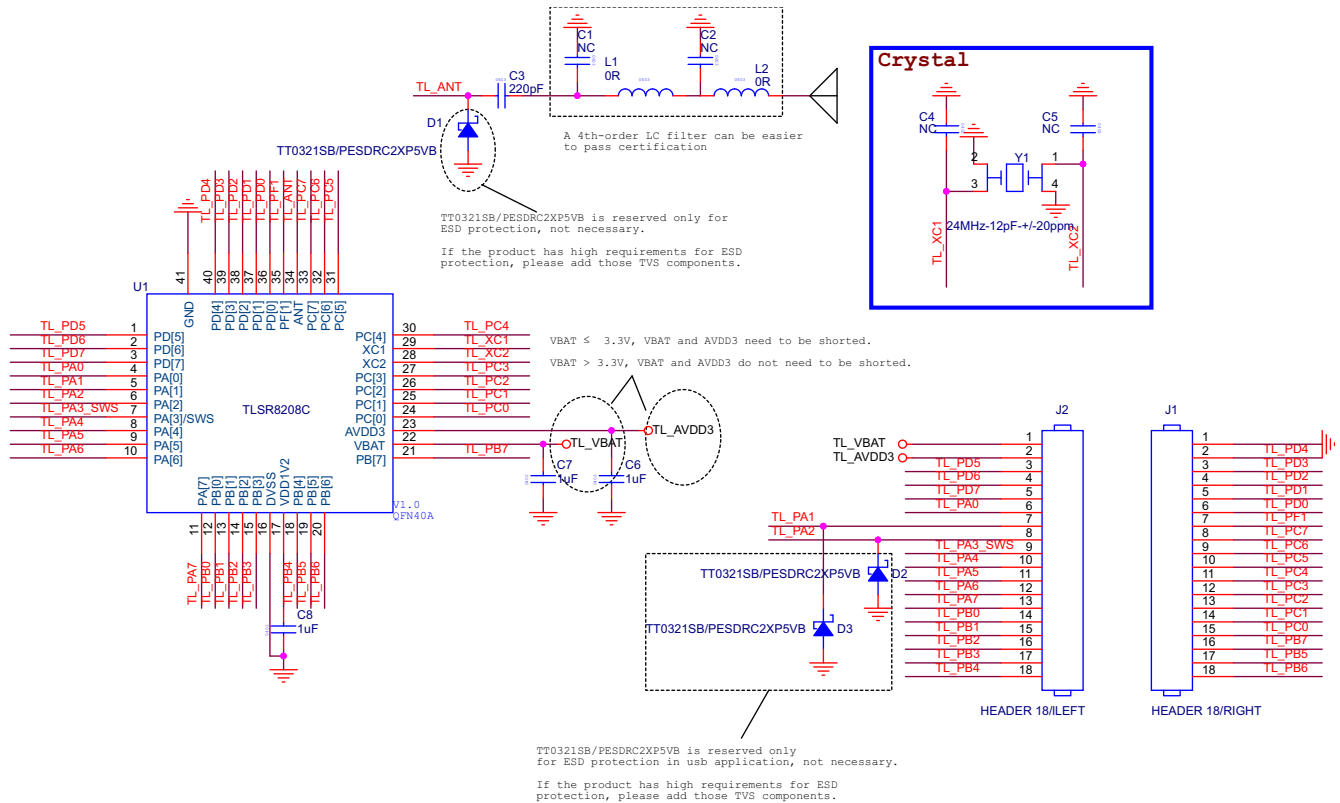 C1
NC
C2
NC
L1
0R
L2
0R
C3
220pF
TL_ANT
D1
TT0321SB/PESDRC2XP5VB
A 4th-order LC filter can be easier
to pass certification
TT0321SB/PESDRC2XP5VB is reserved only for
ESD protection, not necessary.
If the product has high requirements for ESD
protection, please add those TVS components.
Crystal
C4
NC
C5
NC
2
3
Y1
1
4
24MHz-12pF-+/-20ppm
TL_XC1
TL_XC2
TL_PD4
TL_PD3
TL_PD2
TL_PD1
TL_PD0
TL_PF1
TL_ANT
TL_PC7
TL_PC6
TL_PC5
41
40
39
38
37
36
35
34
33
32
31
U1
GND
PD[4]
PD[3]
PD[2]
PD[1]
PD[0]
PF[1]
ANT
PC[7]
PC[6]
PC[5]
TL_PD5 1 PD[5]
TL_PD6 2 PD[6]
TL_PD7 3 PD[7]
TL_PA0 4 PA[0]
TL_PA1 5 PA[1]
TL_PA2 6 PA[2]
TL_PA3_SWS 7 PA[3]/SWS
TL_PA4 8 PA[4]
TL_PA5 9 PA[5]
TL_PA6 10 PA[6]
TLSR8208C
PC[4] 30 TL_PC4
XC1 29 TL_XC1
XC2 28 TL_XC2
PC[3] 27 TL_PC3
PC[2] 26 TL_PC2
PC[1] 25 TL_PC1
PC[0] 24 TL_PC0
AVDD3 23
VBAT 22
PB[7] 21 TL_PB7
PA[7]
PB[0]
PB[1]
PB[2]
PB[3]
DVSS
VDD1V2
PB[4]
PB[5]
PB[6]
V1.0
QFN40A
11
12
13
14
15
16
17
18
19
20
TL_PA7
TL_PB0
TL_PB1
TL_PB2
TL_PB3
TL_PB4
TL_PB5
TL_PB6
C8
1uF
VBAT ≤ 3.3V, VBAT and AVDD3 need to be shorted.
VBAT > 3.3V, VBAT and AVDD3 do not need to be shorted.
TL_AVDD3
TL_VBAT
C7
1uF
C6
1uF
J2
TL_VBAT 1
TL_AVDD3 2
TL_PD5 3
TL_PD6 4
TL_PD7 5
TL_PA0 6
TL_PA1 7
TL_PA2 8
TL_PA3_SWS 9
TL_PA4 10
TL_PA5 11
TL_PA6 12
TL_PA7 13
TL_PB0 14
TL_PB1 15
TL_PB2 16
TL_PB3 17
TL_PB4 18
HEADER 18/lLEFT
J1
1
2 TL_PD4
3 TL_PD3
4 TL_PD2
5 TL_PD1
6 TL_PD0
7 TL_PF1
8 TL_PC7
9 TL_PC6
10 TL_PC5
11 TL_PC4
12 TL_PC3
13 TL_PC2
14 TL_PC1
15 TL_PC0
16 TL_PB7
17 TL_PB5
18 TL_PB6
HEADER 18/RIGHT
TT0321SB/PESDRC2XP5VB D2
TT0321SB/PESDRC2XP5VB D3
TT0321SB/PESDRC2XP5VB is reserved only
for ESD protection in usb application, not necessary.
If the product has high requirements for ESD
protection, please add those TVS components.